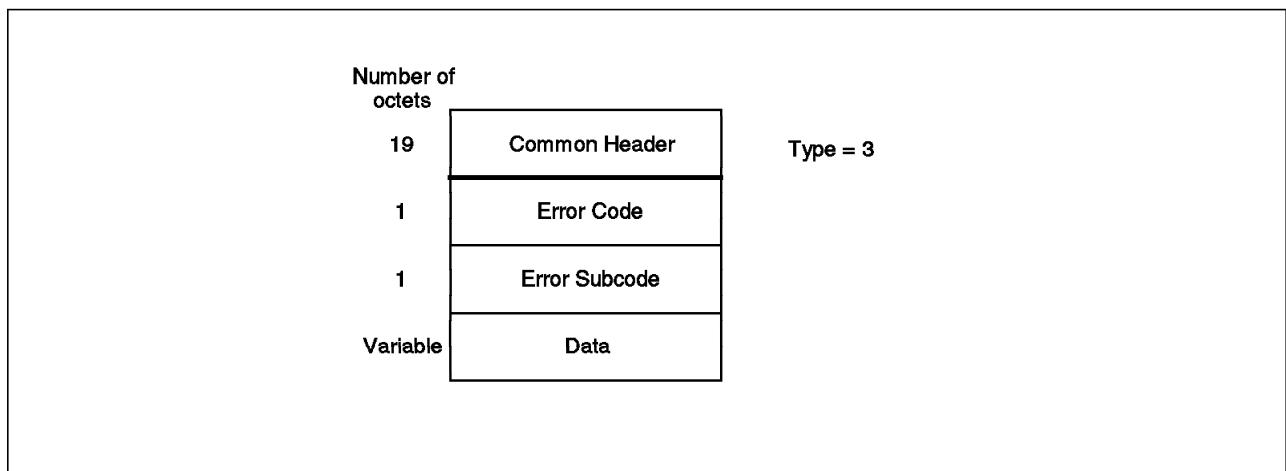 Number of
octets
19 Common Header Type = 3
1 Error Code
1 Error Subcode
Variable Data